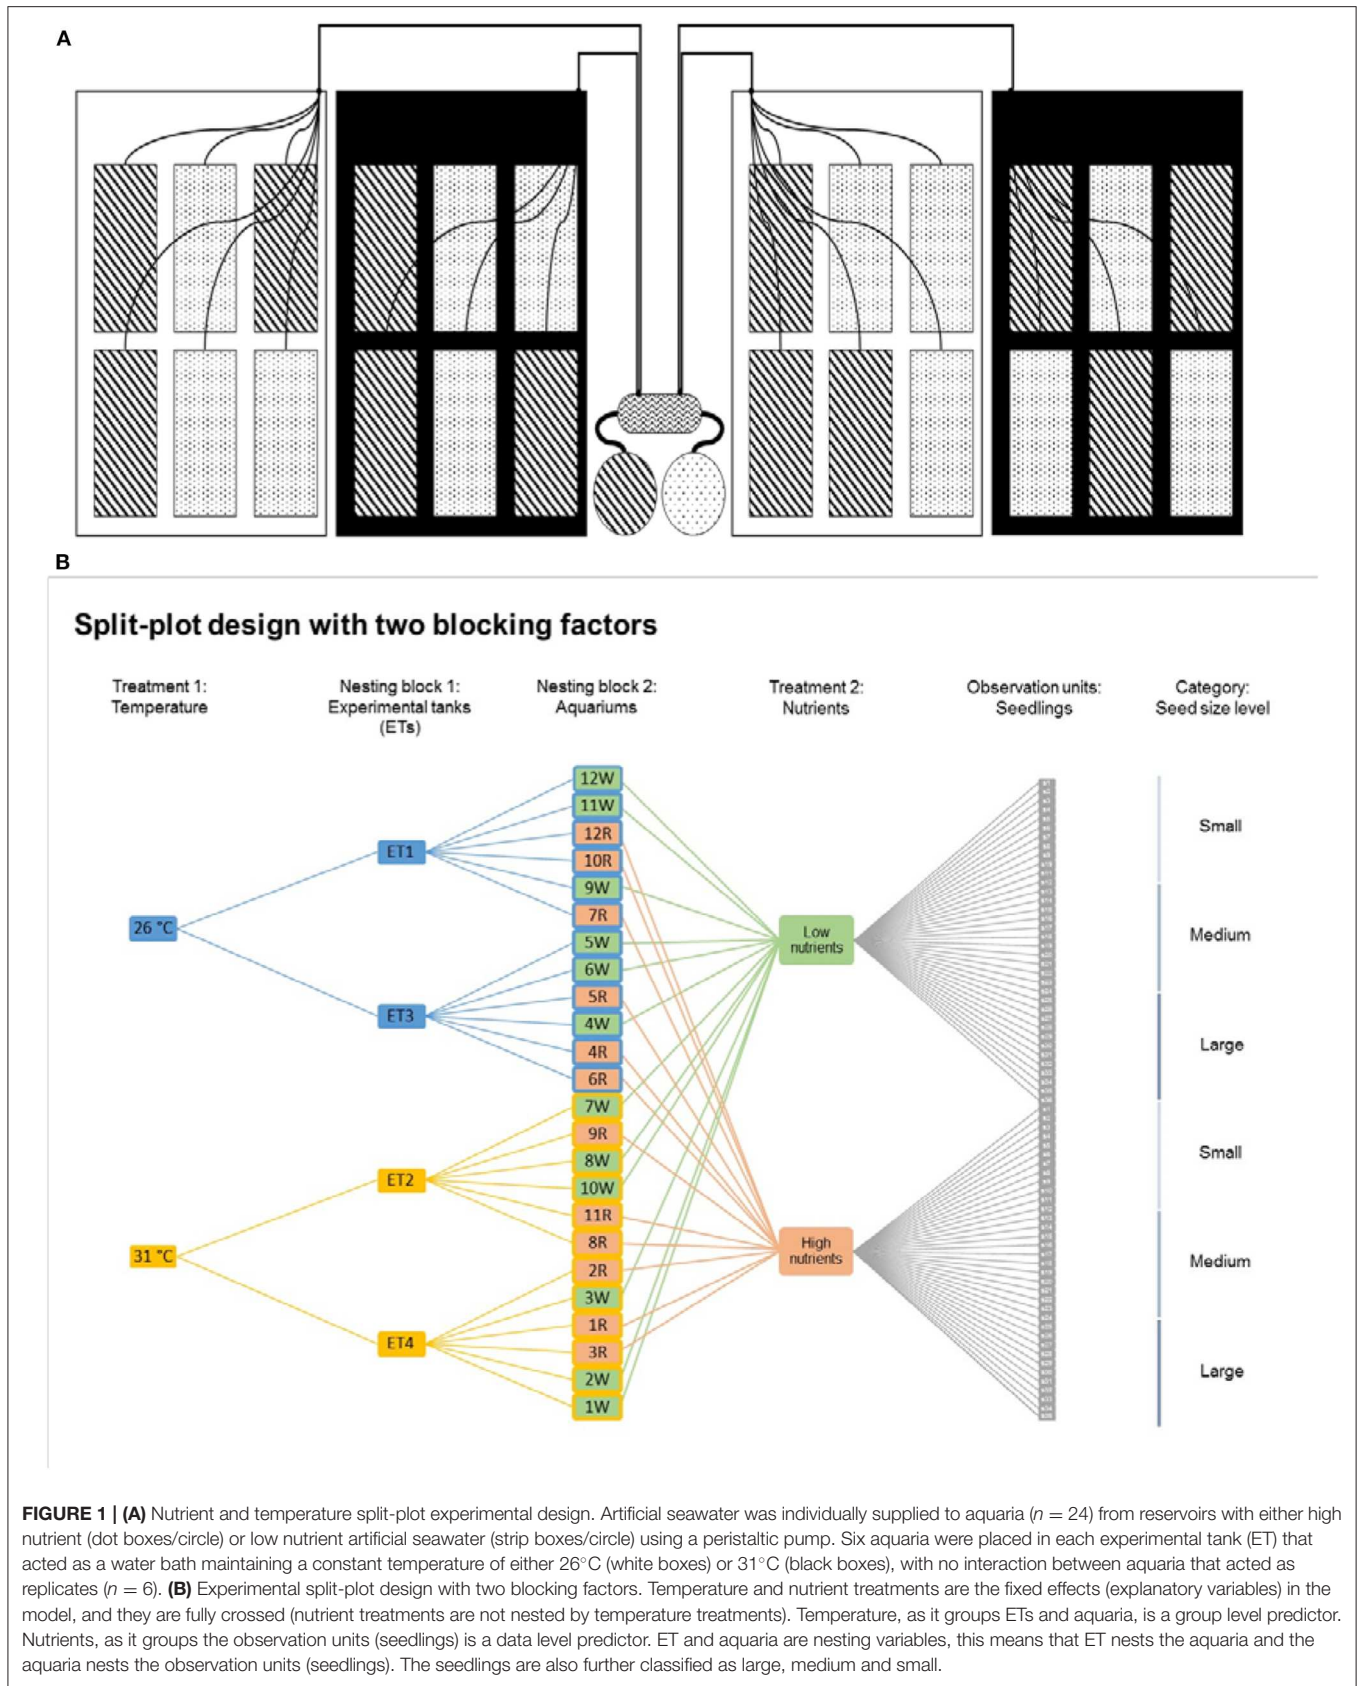 A
B
Split-plot design with two blocking factors
Treatment 1:
Temperature
Nesting block 1:
Experimental tanks
(ETs)
Nesting block 2:
Aquariums
Treatment 2:
Nutrients
Observation units:
Seedlings
Category:
Seed size level
26 °C
31 °C
ET1
ET3
ET2
ET4
12W
11W
12R
10R
9W
7R
5W
6W
5R
4W
4R
6R
7W
9R
8W
10W
11R
8R
2R
3W
1R
3R
2W
1W
Low
nutrients
High
nutrients
Small
Medium
Large
Small
Medium
Large
FIGURE 1 | (A) Nutrient and temperature split-plot experimental design. Artificial seawater was individually supplied to aquaria (n = 24) from reservoirs with either high
nutrient (dot boxes/circle) or low nutrient artificial seawater (strip boxes/circle) using a peristaltic pump. Six aquaria were placed in each experimental tank (ET) that
acted as a water bath maintaining a constant temperature of either 26°C (white boxes) or 31°C (black boxes), with no interaction between aquaria that acted as
replicates (n = 6). (B) Experimental split-plot design with two blocking factors. Temperature and nutrient treatments are the fixed effects (explanatory variables) in the
model, and they are fully crossed (nutrient treatments are not nested by temperature treatments). Temperature, as it groups ETs and aquaria, is a group level predictor.
Nutrients, as it groups the observation units (seedlings) is a data level predictor. ET and aquaria are nesting variables, this means that ET nests the aquaria and the
aquaria nests the observation units (seedlings). The seedlings are also further classified as large, medium and small.